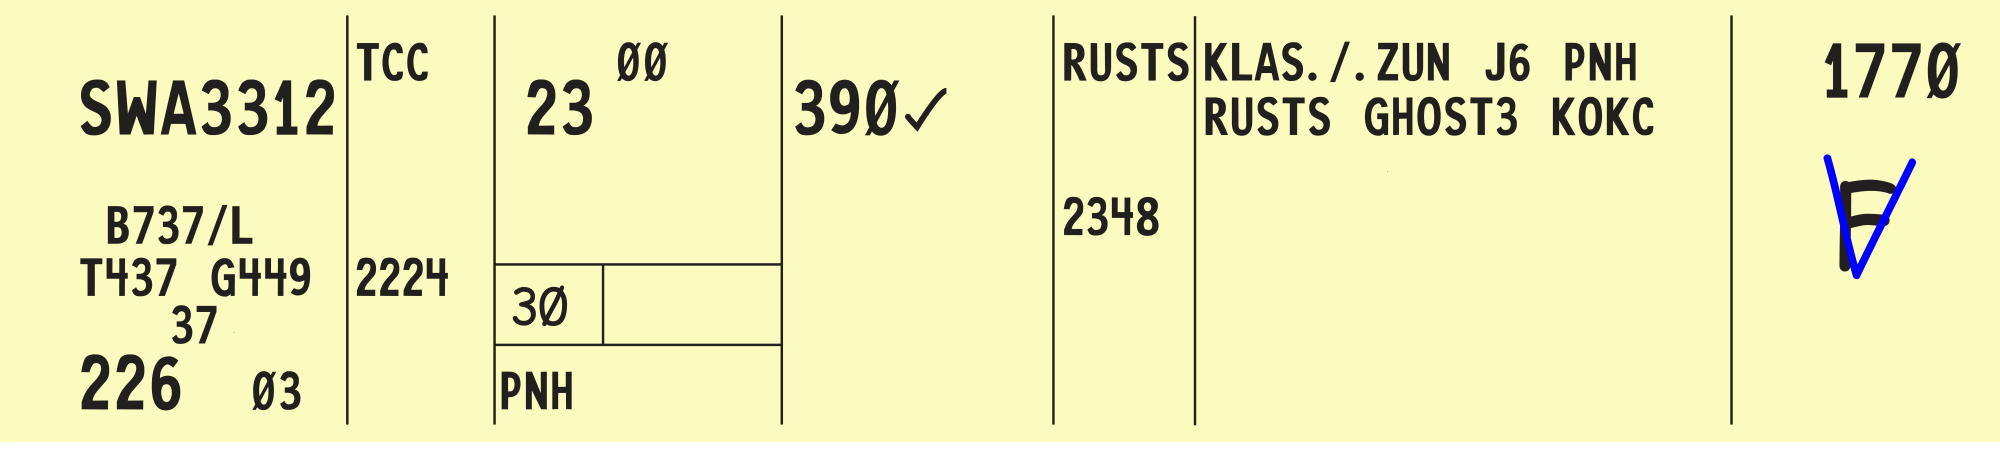 SWA3312
B737/L
T437 G449
37
226 Ø3
TCC
2224
23 ØØ
3Ø
PNH
39Ø✓
RUSTS
2348
KLAS./.ZUN J6 PNH
RUSTS GHOST3 KOKC
177Ø
F
V